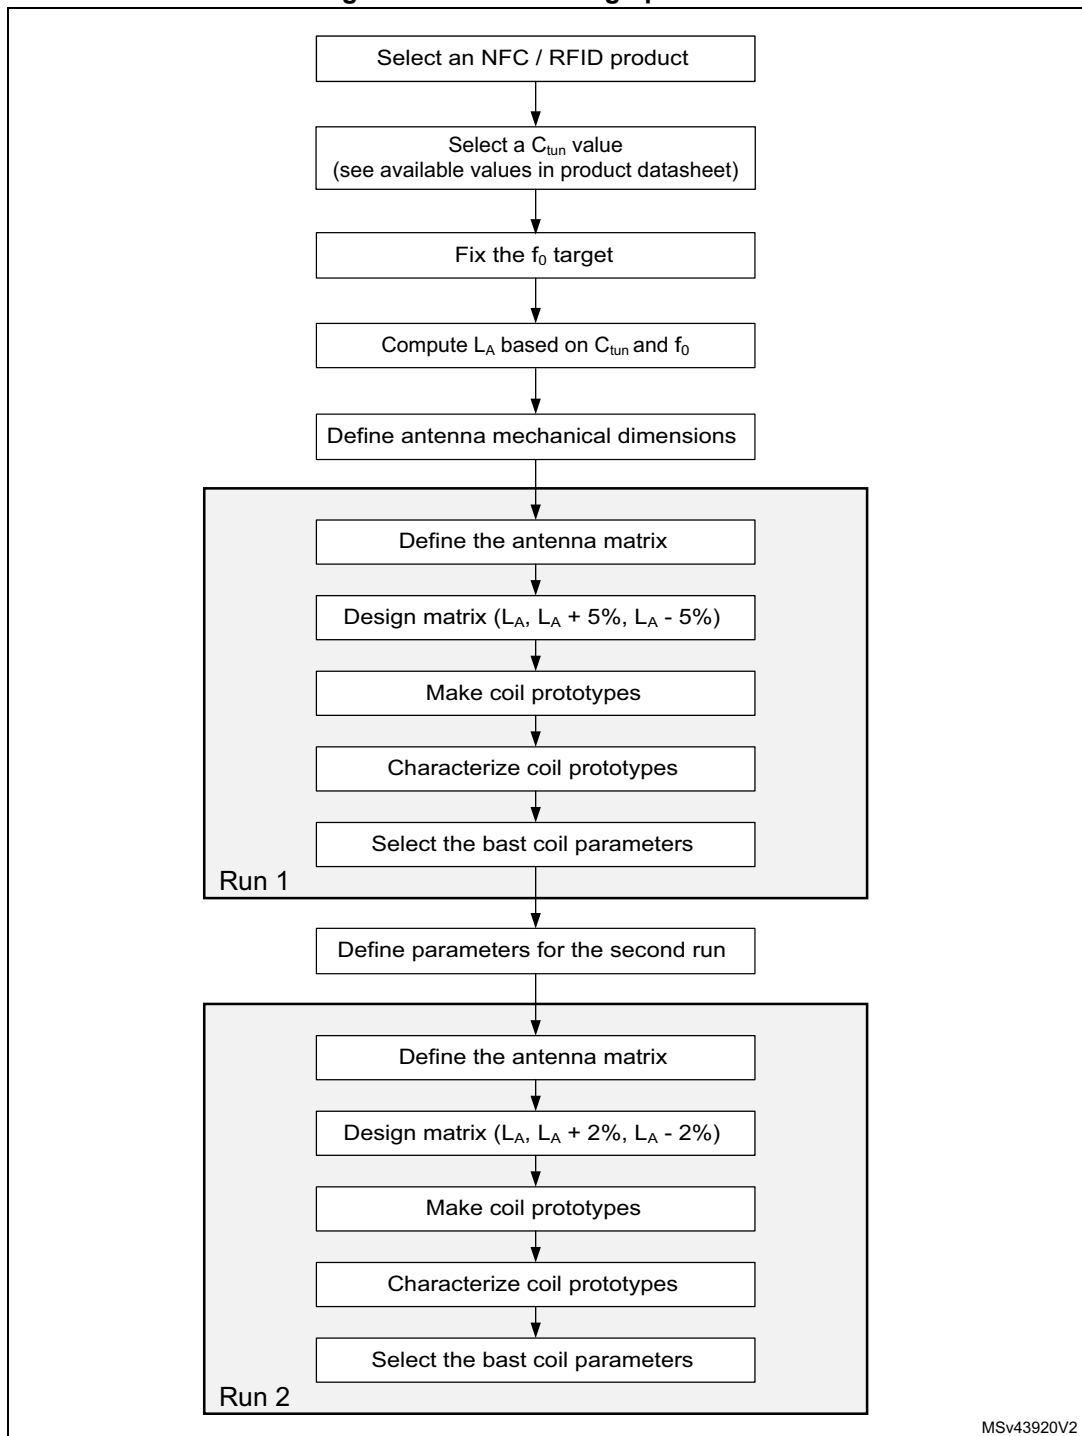 Select an NFC / RFID product
Select a Ctun value
(see available values in product datasheet)
Fix the f0 target
Compute LA based on Ctun and f0
Define antenna mechanical dimensions
Define the antenna matrix
Design matrix (LA, LA + 5%, LA - 5%)
Make coil prototypes
Characterize coil prototypes
Select the bast coil parameters
Run 1
Define parameters for the second run
Define the antenna matrix
Design matrix (LA, LA + 2%, LA - 2%)
Make coil prototypes
Characterize coil prototypes
Select the bast coil parameters
Run 2
MSv43920V2